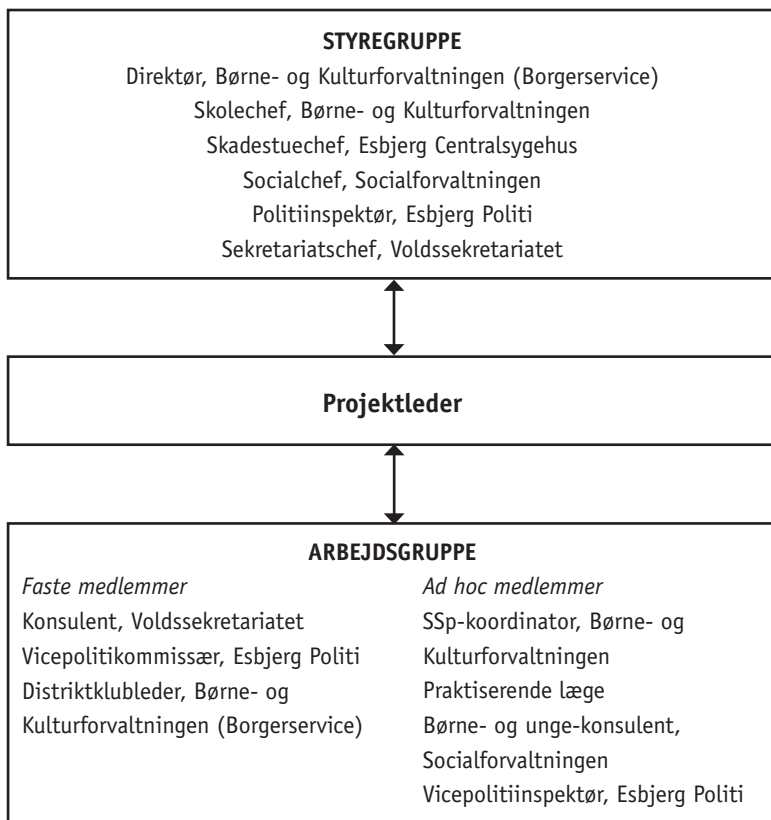 STYREGRUPPE
Direktør, Børne- og Kulturforvaltningen (Borgerservice)
Skolechef, Børne- og Kulturforvaltningen
Skadestuechef, Esbjerg Centralsygehus
Socialchef, Socialforvaltningen
Politiinspektør, Esbjerg Politi
Sekretariatschef, Voldssekretariatet
Projektleder
ARBEJDSGRUPPE
Faste medlemmer
Konsulent, Voldssekretariatet
Vicepolitikommissær, Esbjerg Politi
Distriktklubleder, Børne- og
Kulturforvaltningen (Borgerservice)
Ad hoc medlemmer
SSp-koordinator, Børne- og
Kulturforvaltningen
Praktiserende læge
Børne- og unge-konsulent,
Socialforvaltningen
Vicepolitiinspektør, Esbjerg Politi